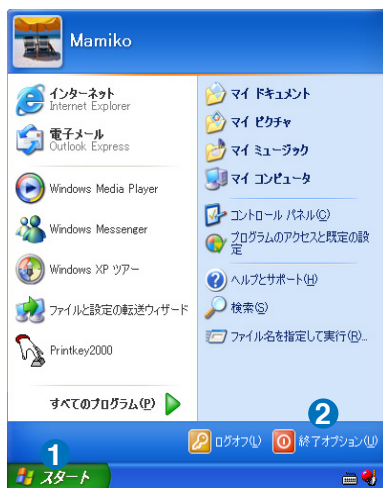 Mamiko
インターネット
Internet Explorer
電子メール
Outlook Express
Windows Media Player
Windows Messenger
Windows XP ツアー
ファイルと設定の転送ウィザード
Printkey2000
すべてのプログラム(P)
マイ ドキュメント
マイ ピクチャ
マイ ミュージック
マイ コンピュータ
コントロール パネル(C)
プログラムのアクセスと既定の設
定
ヘルプとサポート(H)
検索(S)
ファイル名を指定して実行(R)...
2
ログオフ(L)
終了オプション(U)
1
スタート